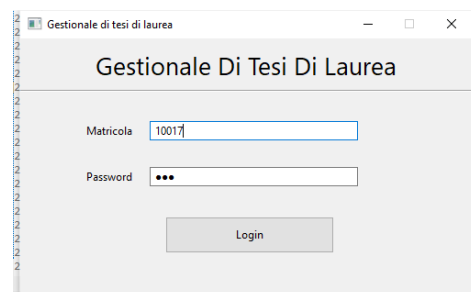 Gestionale di tesi di laurea
Gestionale Di Tesi Di Laurea
Matricola 10017
Password ●●●
Login